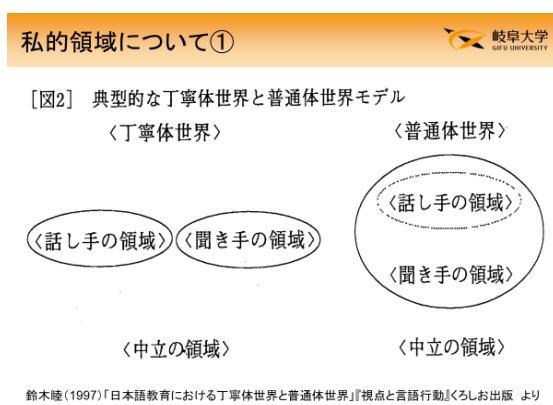 私的領域について①
岐阜大学
GIFU UNIVERSITY
［図2］ 典型的な丁寧体世界と普通体世界モデル
〈丁寧体世界〉
〈普通体世界〉
〈話し手の領域〉
〈話し手の領域〉
〈聞き手の領域〉
〈聞き手の領域〉
〈中立の領域〉
〈中立の領域〉
鈴木睦(1997)「日本語教育における丁寧体世界と普通体世界」『視点と言語行動』くろしお出版 より